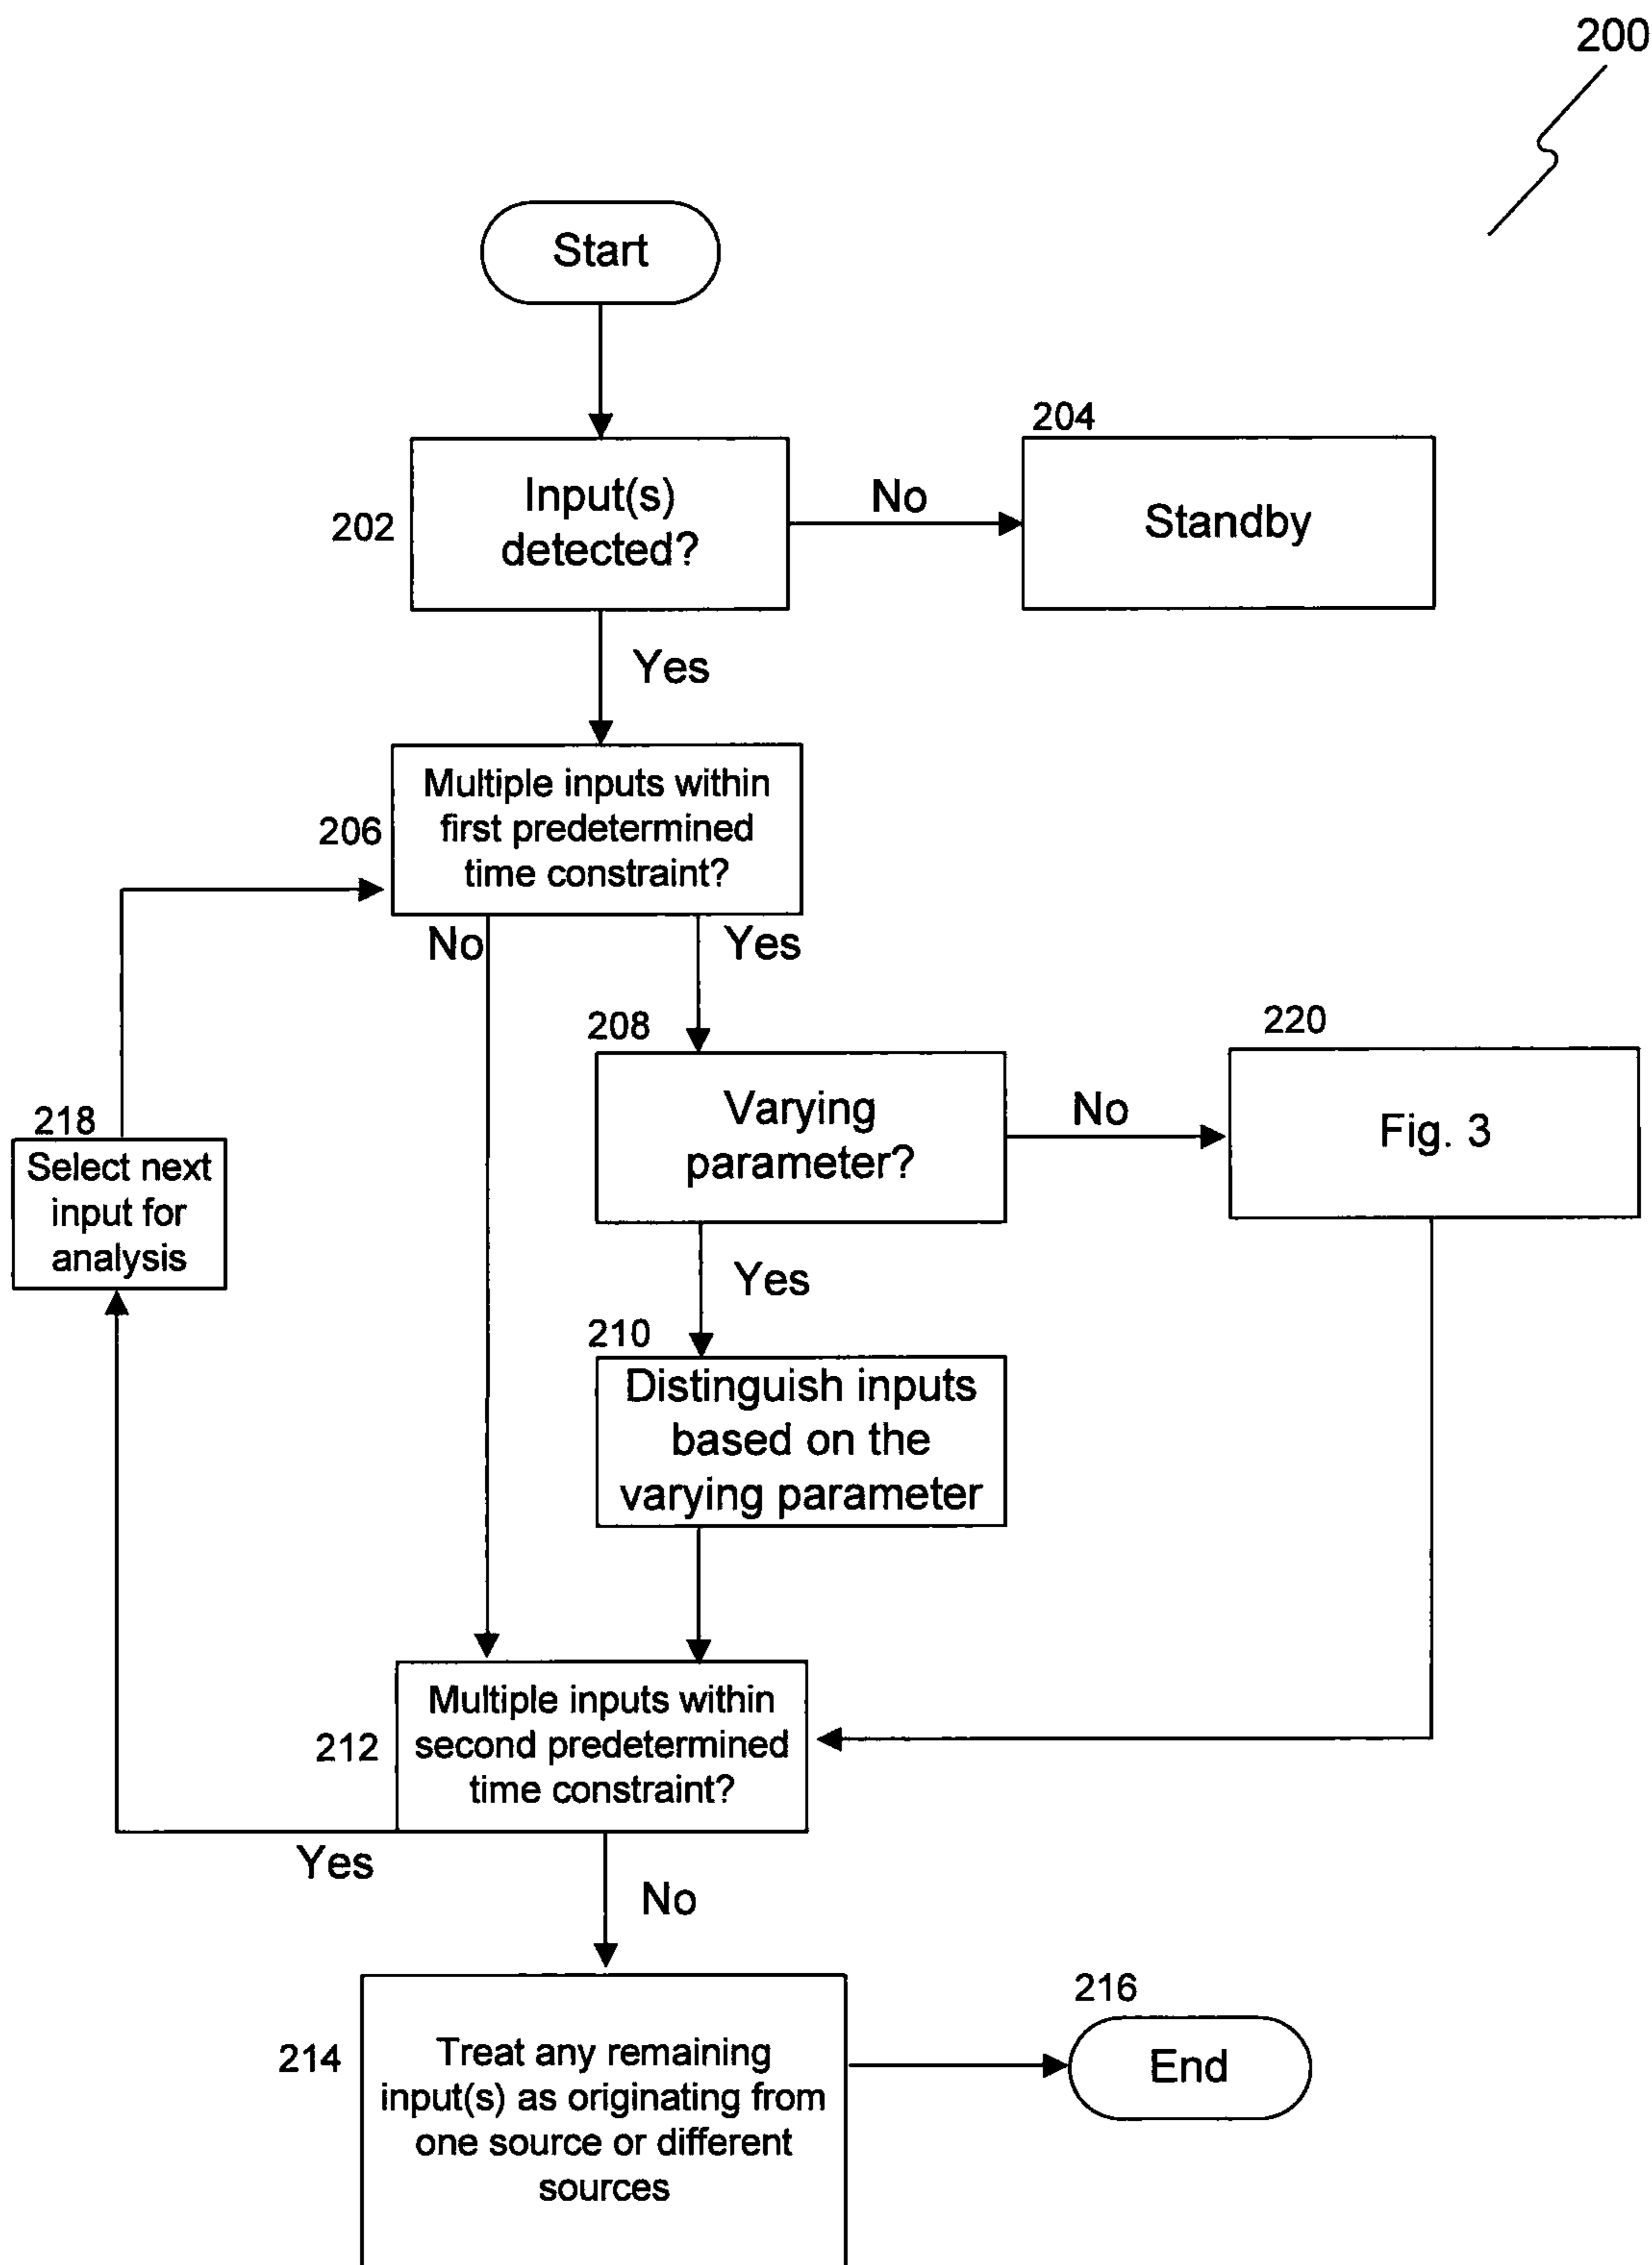 200
Start
204
Input(s)
detected?
202
No
Standby
Yes
Multiple inputs within
first predetermined
time constraint?
206
No
Yes
208
220
Varying
parameter?
No
Fig. 3
218
Select next
input for
analysis
Yes
210
Distinguish inputs
based on the
varying parameter
Multiple inputs within
second predetermined
time constraint?
212
Yes
No
216
214
Treat any remaining
input(s) as originating from
one source or different
sources
End